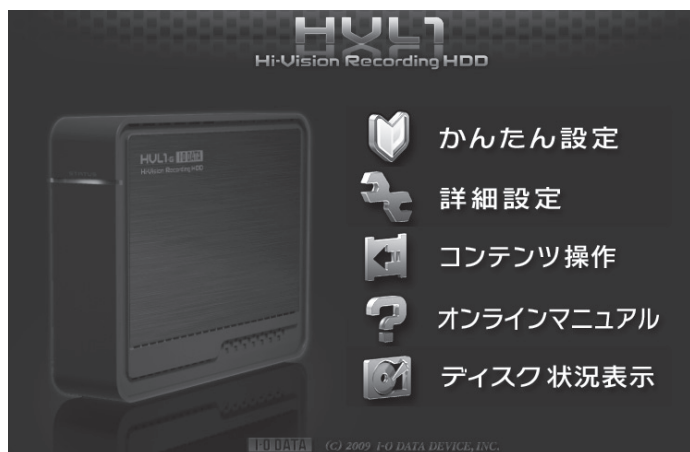 HVL1
Hi-Vision Recording HDD
HVL1-G I-O DATA
Hi-Vision Recording HDD
かんたん設定
詳細設定
コンテンツ操作
オンラインマニュアル
ディスク状況表示
I-O DATA (C) 2009 I-O DATA DEVICE, INC.